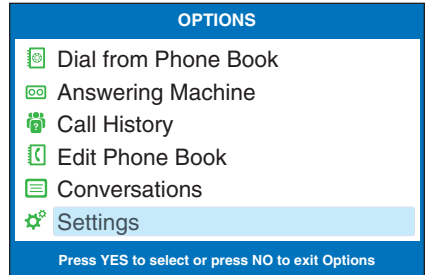 OPTIONS
Dial from Phone Book
Answering Machine
Call History
Edit Phone Book
Conversations
Settings
Press YES to select or press NO to exit Options